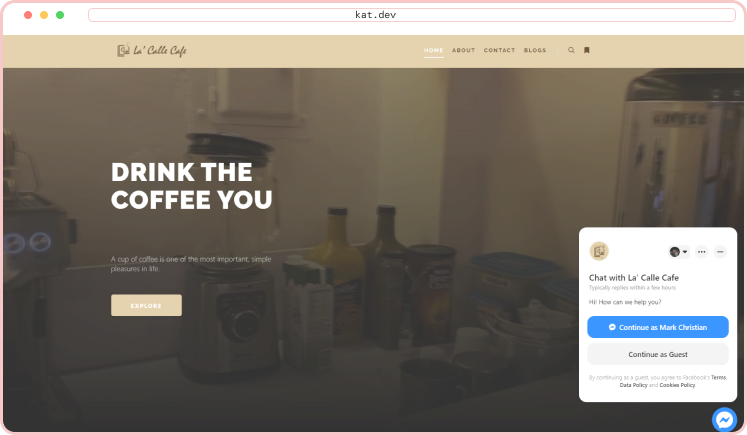 kat.dev
La' Calle Cafe
HOME ABOUT CONTACT BLOGS
DRINK THE
COFFEE YOU
A cup of coffee is one of the most important, simple
pleasures in life.
EXPLORE
Chat with La' Calle Cafe
Typically replies within a few hours
Hi! How can we help you?
Continue as Mark Christian
Continue as Guest
By continuing as a guest, you agree to Facebook's Terms,
Data Policy and Cookies Policy.